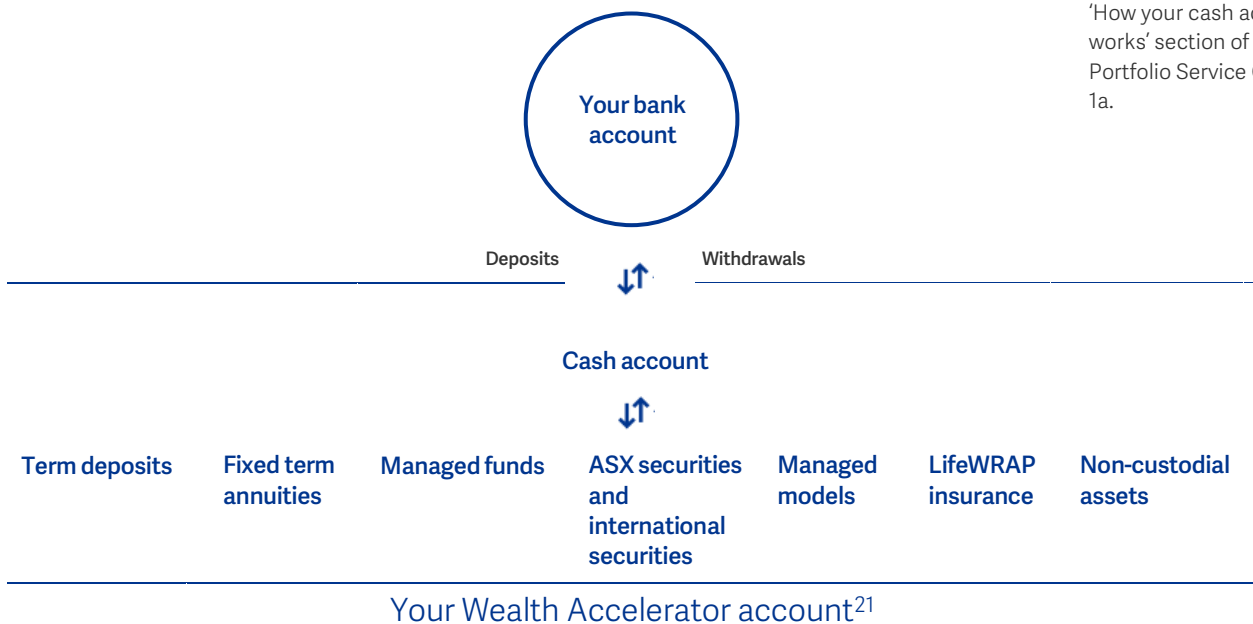 ‘How your cash
works’ section of
Portfolio Service
1a.
Your bank
account
Deposits
Withdrawals
Cash account
Term deposits
Fixed term
annuities
Managed funds
ASX securities
and
international
securities
Managed
models
LifeWRAP
insurance
Non-custodial
assets
Your Wealth Accelerator account21